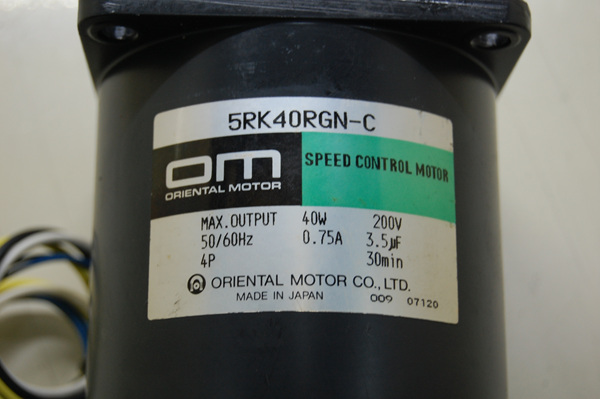 5RK40RGN-C
OM
ORIENTAL MOTOR
SPEED CONTROL MOTOR
MAX.OUTPUT 40W 200V
50/60Hz 0.75A 3.5μF
4P 30min
ORIENTAL MOTOR CO., LTD.
MADE IN JAPAN 009 07120